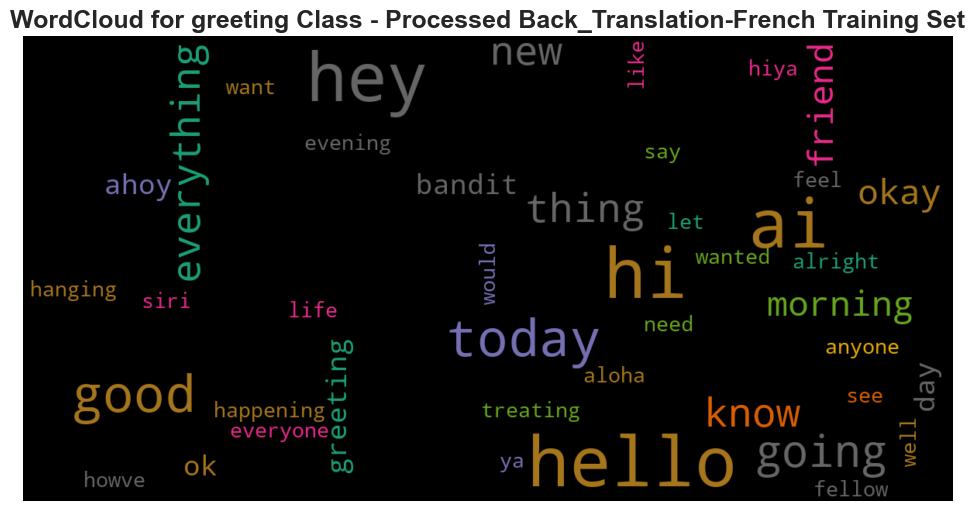 WordCloud for greeting Class - Processed Back_Translation-French Training Set
everything
want
hey
new
like
hiya
friend
evening
say
ahoy
bandit
feel
okay
thing
let
ai
hi
wanted
alright
would
hanging
siri
life
morning
today
need
anyone
greeting
good
aloha
day
see
happening
treating
know
everyone
going
well
ok
ya
hello
howve
fellow